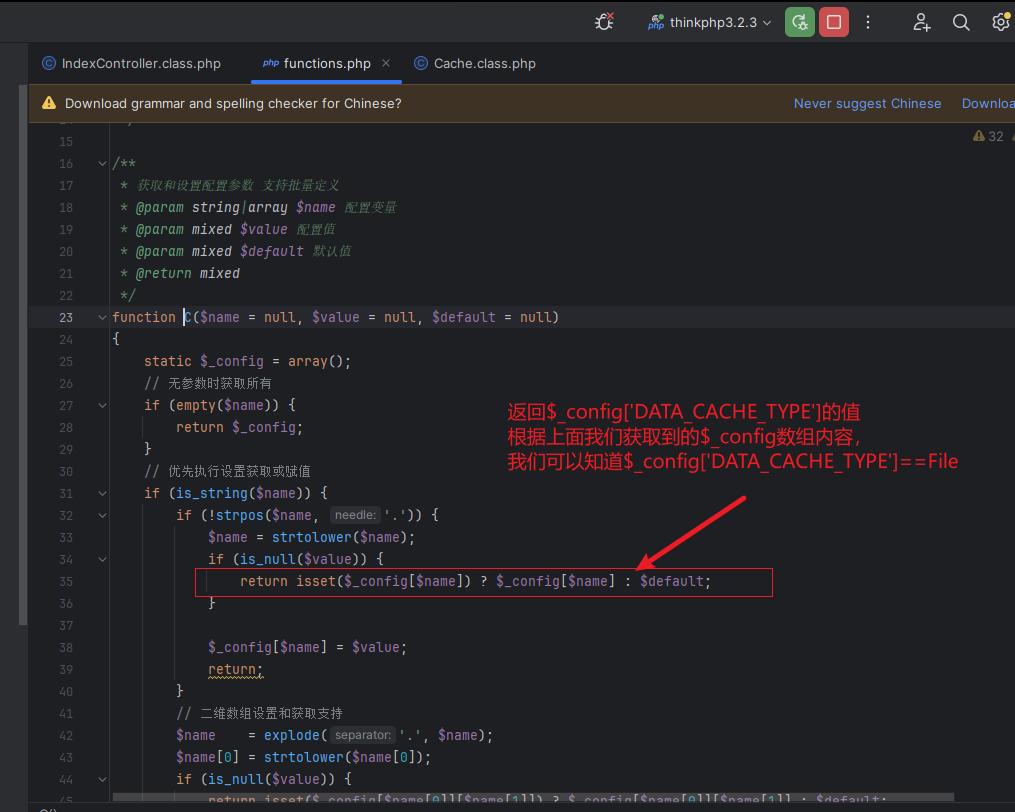 php thinkphp3.2.3
IndexController.class.php php functions.php Cache.class.php
Download grammar and spelling checker for Chinese? Never suggest Chinese Downloa
32
15
16 /**
17 * 获取和设置配置参数 支持批量定义
18 * @param string|array $name 配置变量
19 * @param mixed $value 配置值
20 * @param mixed $default 默认值
21 * @return mixed
22 */
23 function C($name = null, $value = null, $default = null)
24 {
25 static $_config = array();
26 // 无参数时获取所有
27 if (empty($name)) {
28 return $_config;
29 }
30 // 优先执行设置获取或赋值
31 if (is_string($name)) {
32 if (!strpos($name, needle: '.')) {
33 $name = strtolower($name);
34 if (is_null($value)) {
35 return isset($_config[$name]) ? $_config[$name] : $default;
36 }
37
38 $_config[$name] = $value;
39 return;
40 }
41 // 二维数组设置和获取支持
42 $name = explode( separator: '.', $name);
43 $name[0] = strtolower($name[0]);
44 if (is_null($value)) {
45 return isset($_config[$name[0]][$name[1]]) ? $_config[$name[0]][$name[1]] : $default;
返回$_config['DATA_CACHE_TYPE']的值
根据上面我们获取到的$_config数组内容，
我们可以知道$_config['DATA_CACHE_TYPE']==File